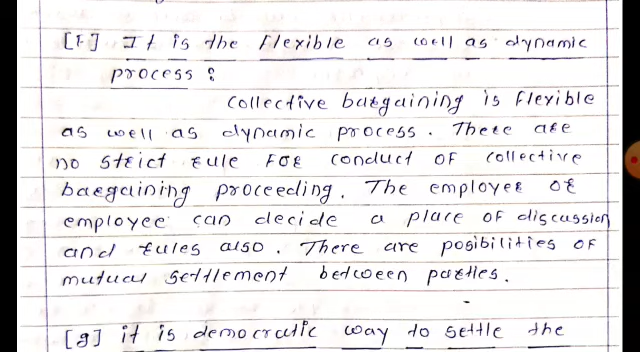 [F] It is the flexible as well as dynamic
process :
Collective bargaining is flexible
as well as dynamic process. There are
no strict rule for conduct of collective
bargaining proceeding. The employer or
employee can decide a place of discussion
and rules also. There are posibilities of
mutual settlement between parties.
[g] it is democratic way to settle the